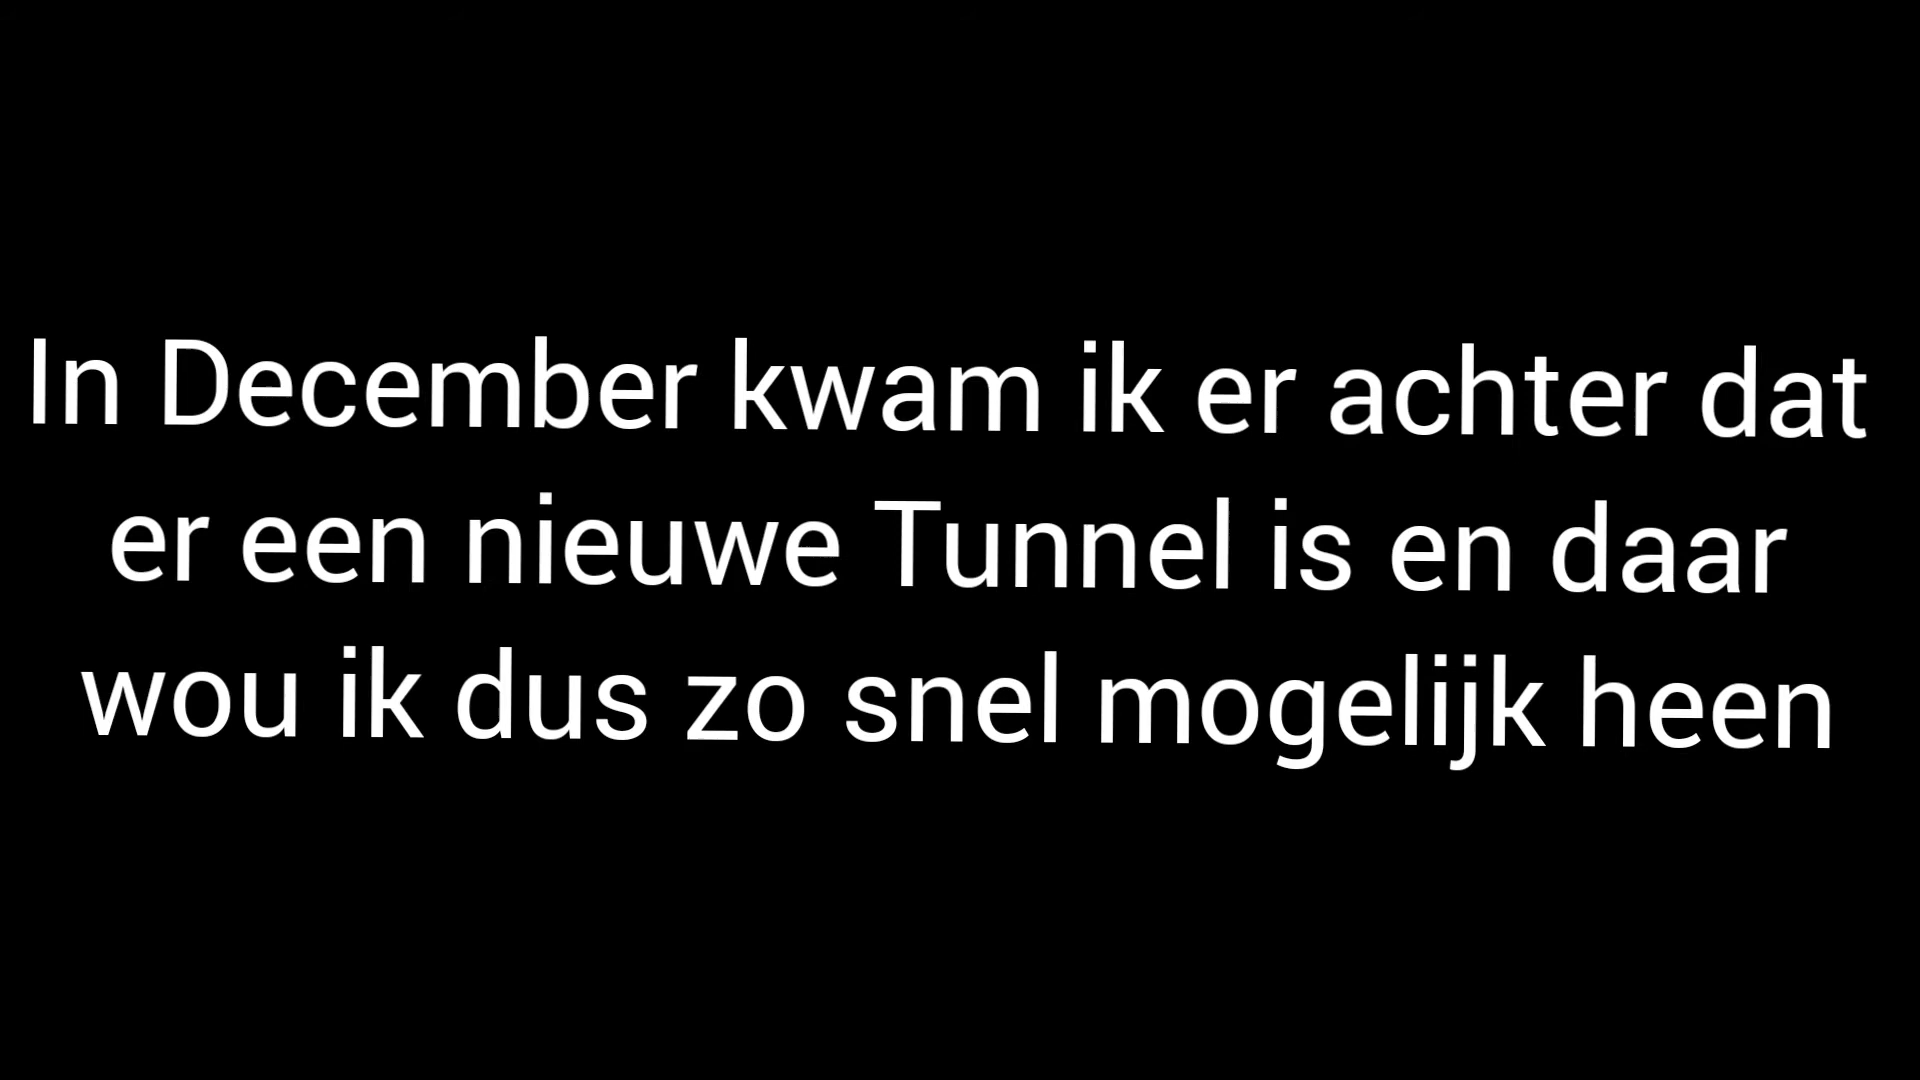 In December kwam ik er achter dat
er een nieuwe Tunnel is en daar
wou ik dus zo snel mogelijk heen